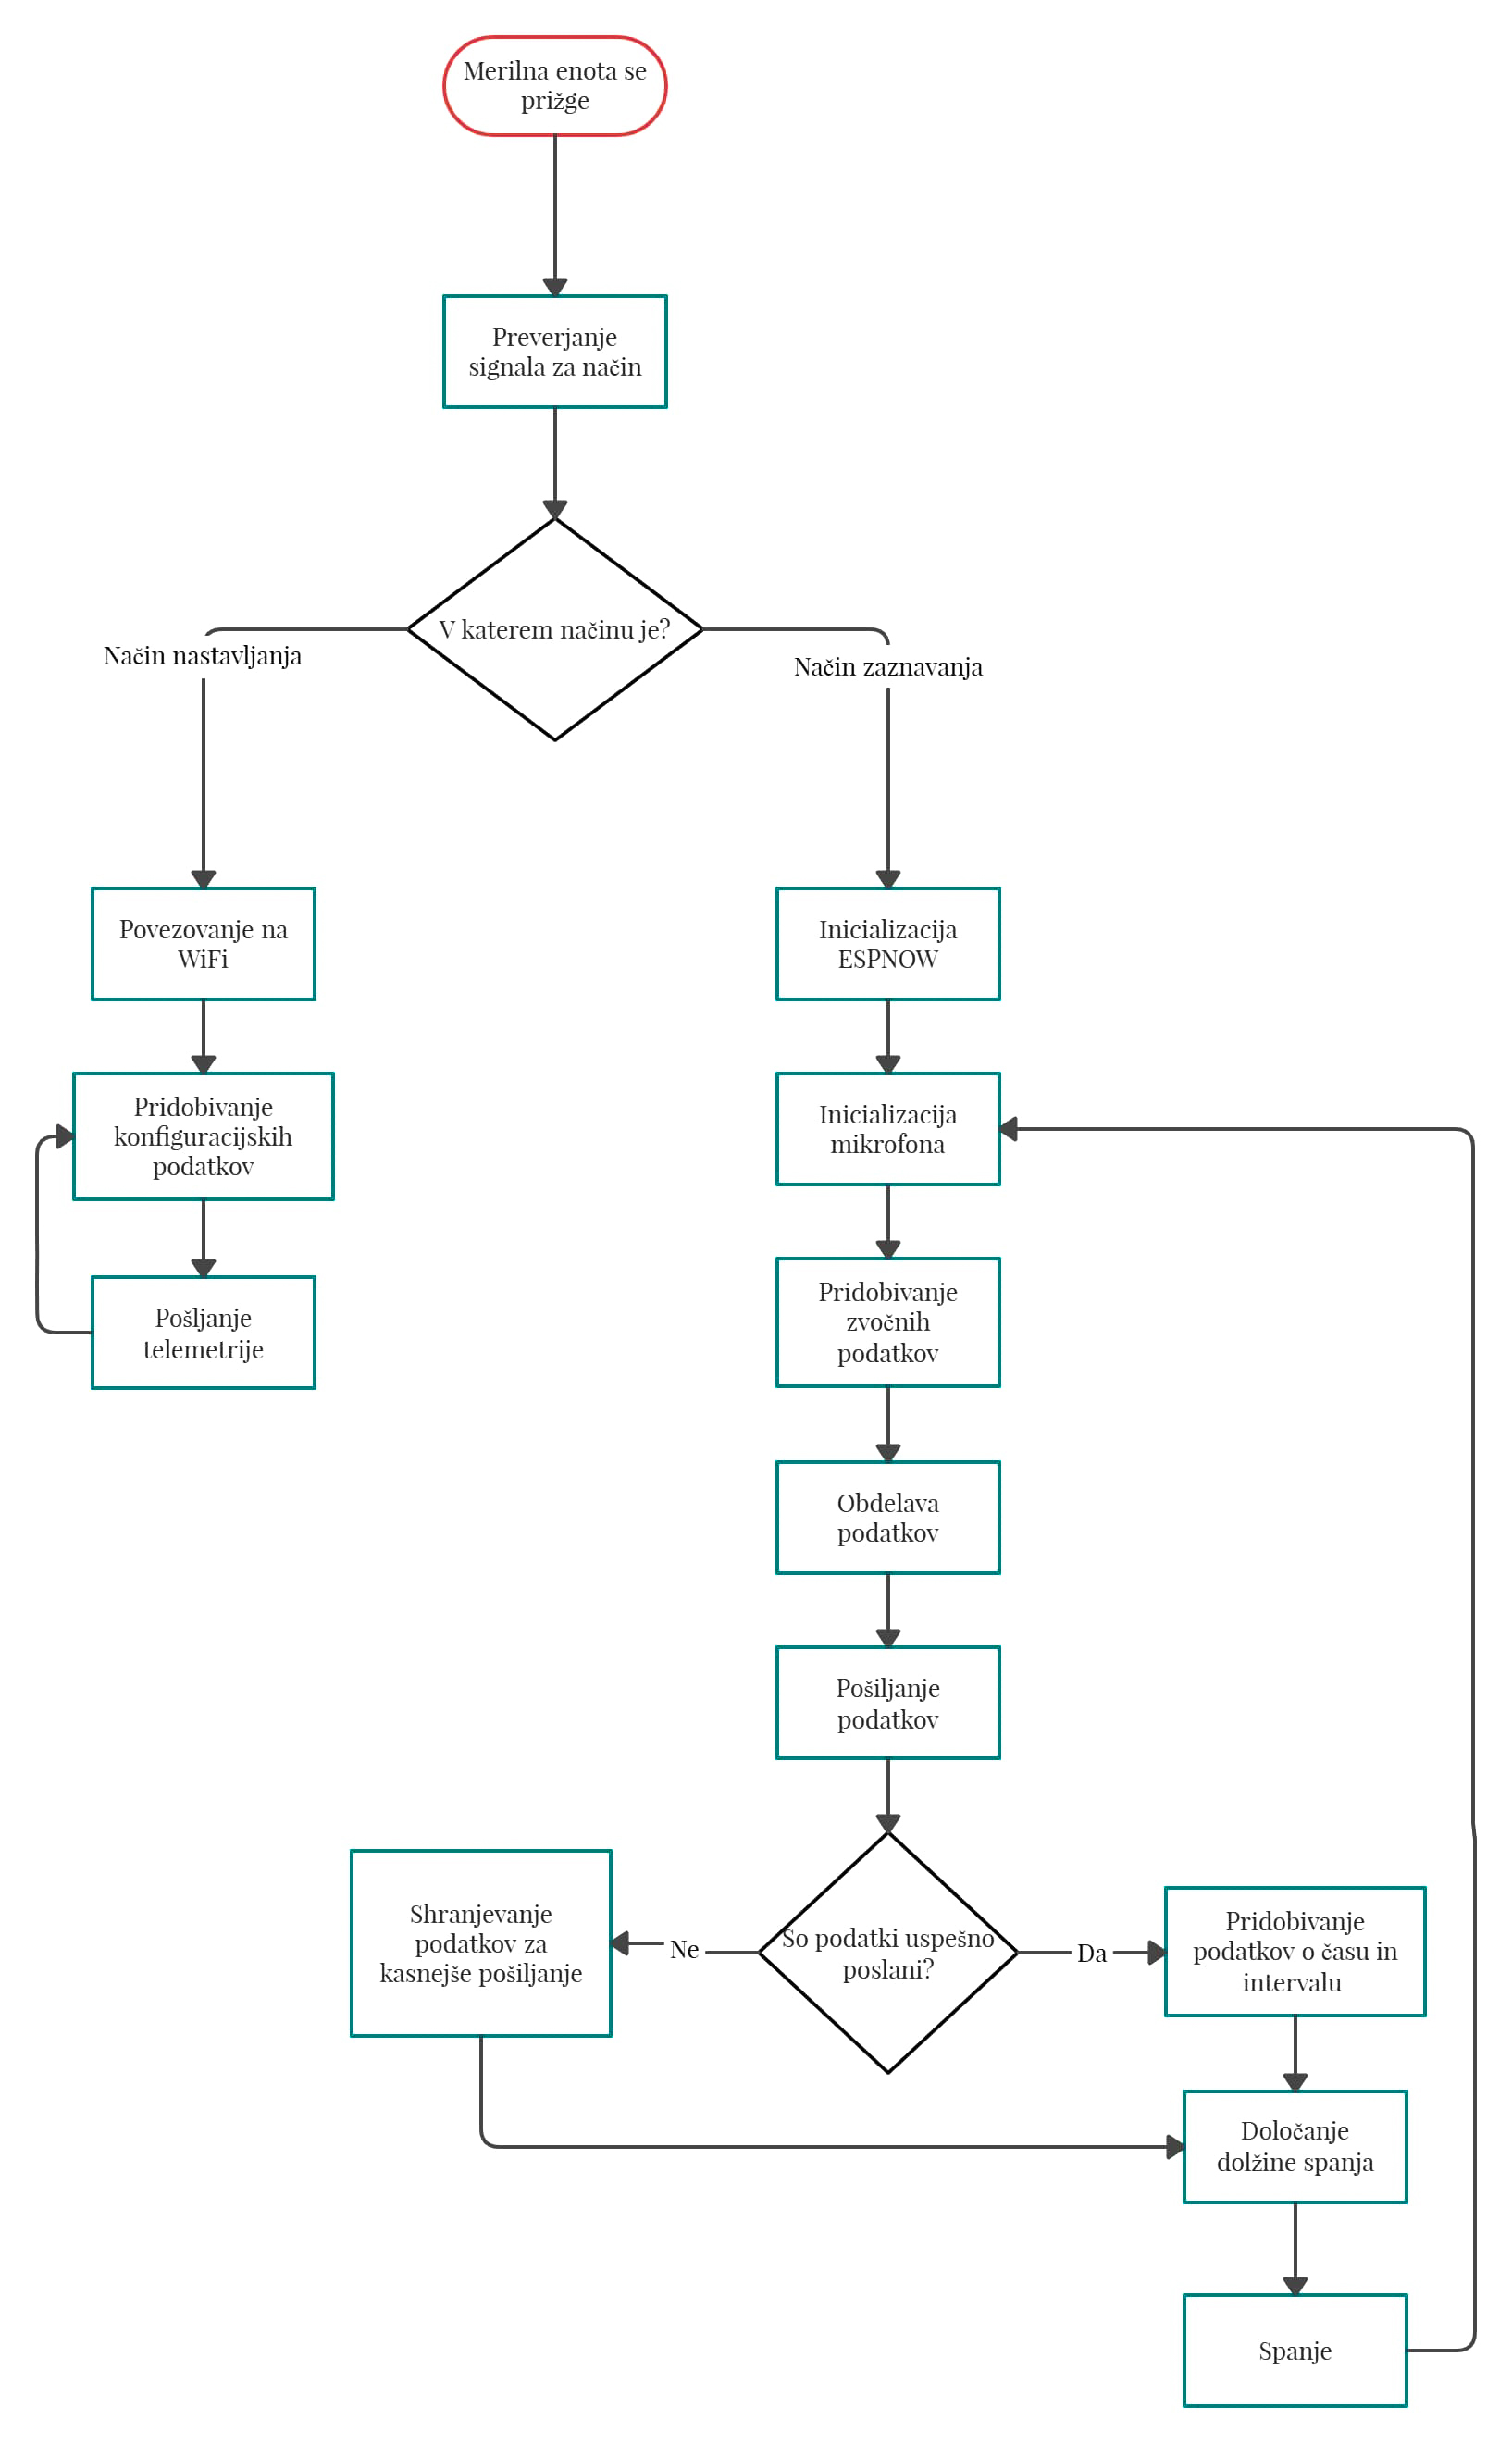 Merilna enota se
prižge
Preverjanje
signala za način
V katerem načinu je?
Način nastavljanja
Način zaznavanja
Povezovanje na
WiFi
Inicializacija
ESPNOW
Pridobivanje
konfiguracijskih
podatkov
Inicializacija
mikrofona
Pošljanje
telemetrije
Pridobivanje
zvočnih
podatkov
Obdelava
podatkov
Pošiljanje
podatkov
Shranjevanje
podatkov za
kasnejše pošiljanje
Ne
So podatki uspešno
poslani?
Da
Pridobivanje
podatkov o času in
intervalu
Določanje
dolžine spanja
Spanje